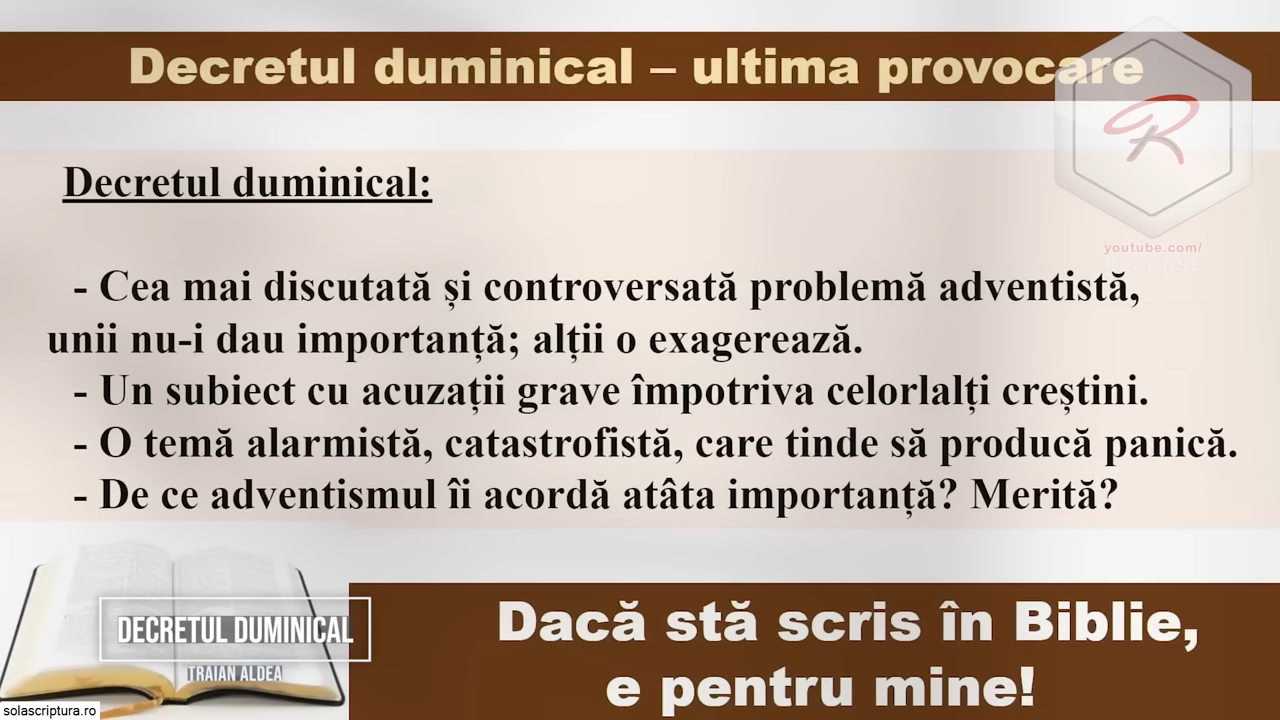 Decretul duminical – ultima provocare
Decretul duminical:
youtube.com/
- Cea mai discutată și controversată problemă adventistă,
unii nu-i dau importanță; alții o exagerează.
- Un subiect cu acuzații grave împotriva celorlalți creștini.
- O temă alarmistă, catastrofistă, care tinde să producă panică.
- De ce adventismul îi acordă atâta importanță? Merită?
DECRETUL DUMINICAL
TRAIAN ALDEA
Dacă stă scris în Biblie,
e pentru mine!
solascriptura.ro